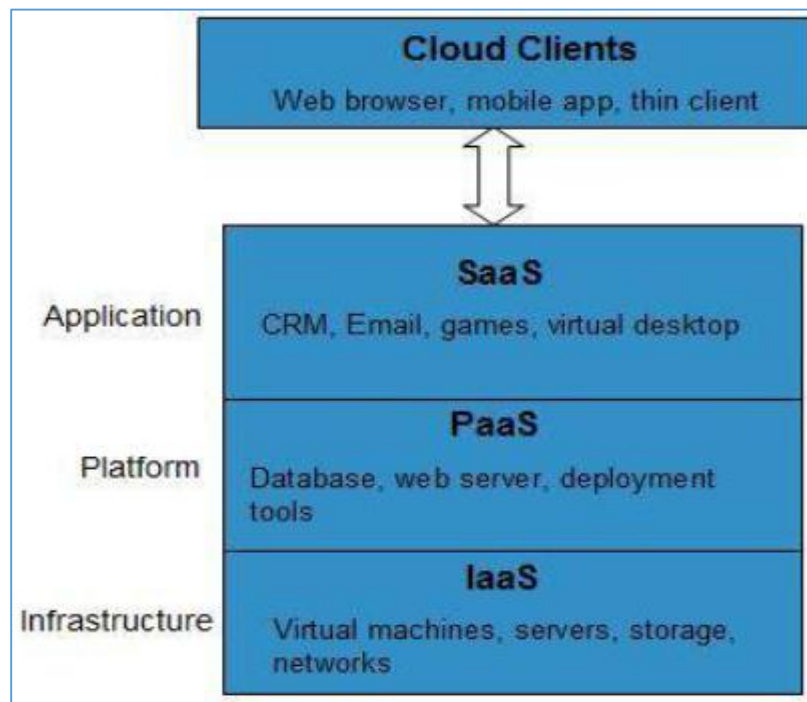 Cloud Clients
Web browser, mobile app, thin client
SaaS
Application
CRM, Email, games, virtual desktop
PaaS
Platform
Database, web server, deployment
tools
IaaS
Infrastructure
Virtual machines, servers, storage,
networks